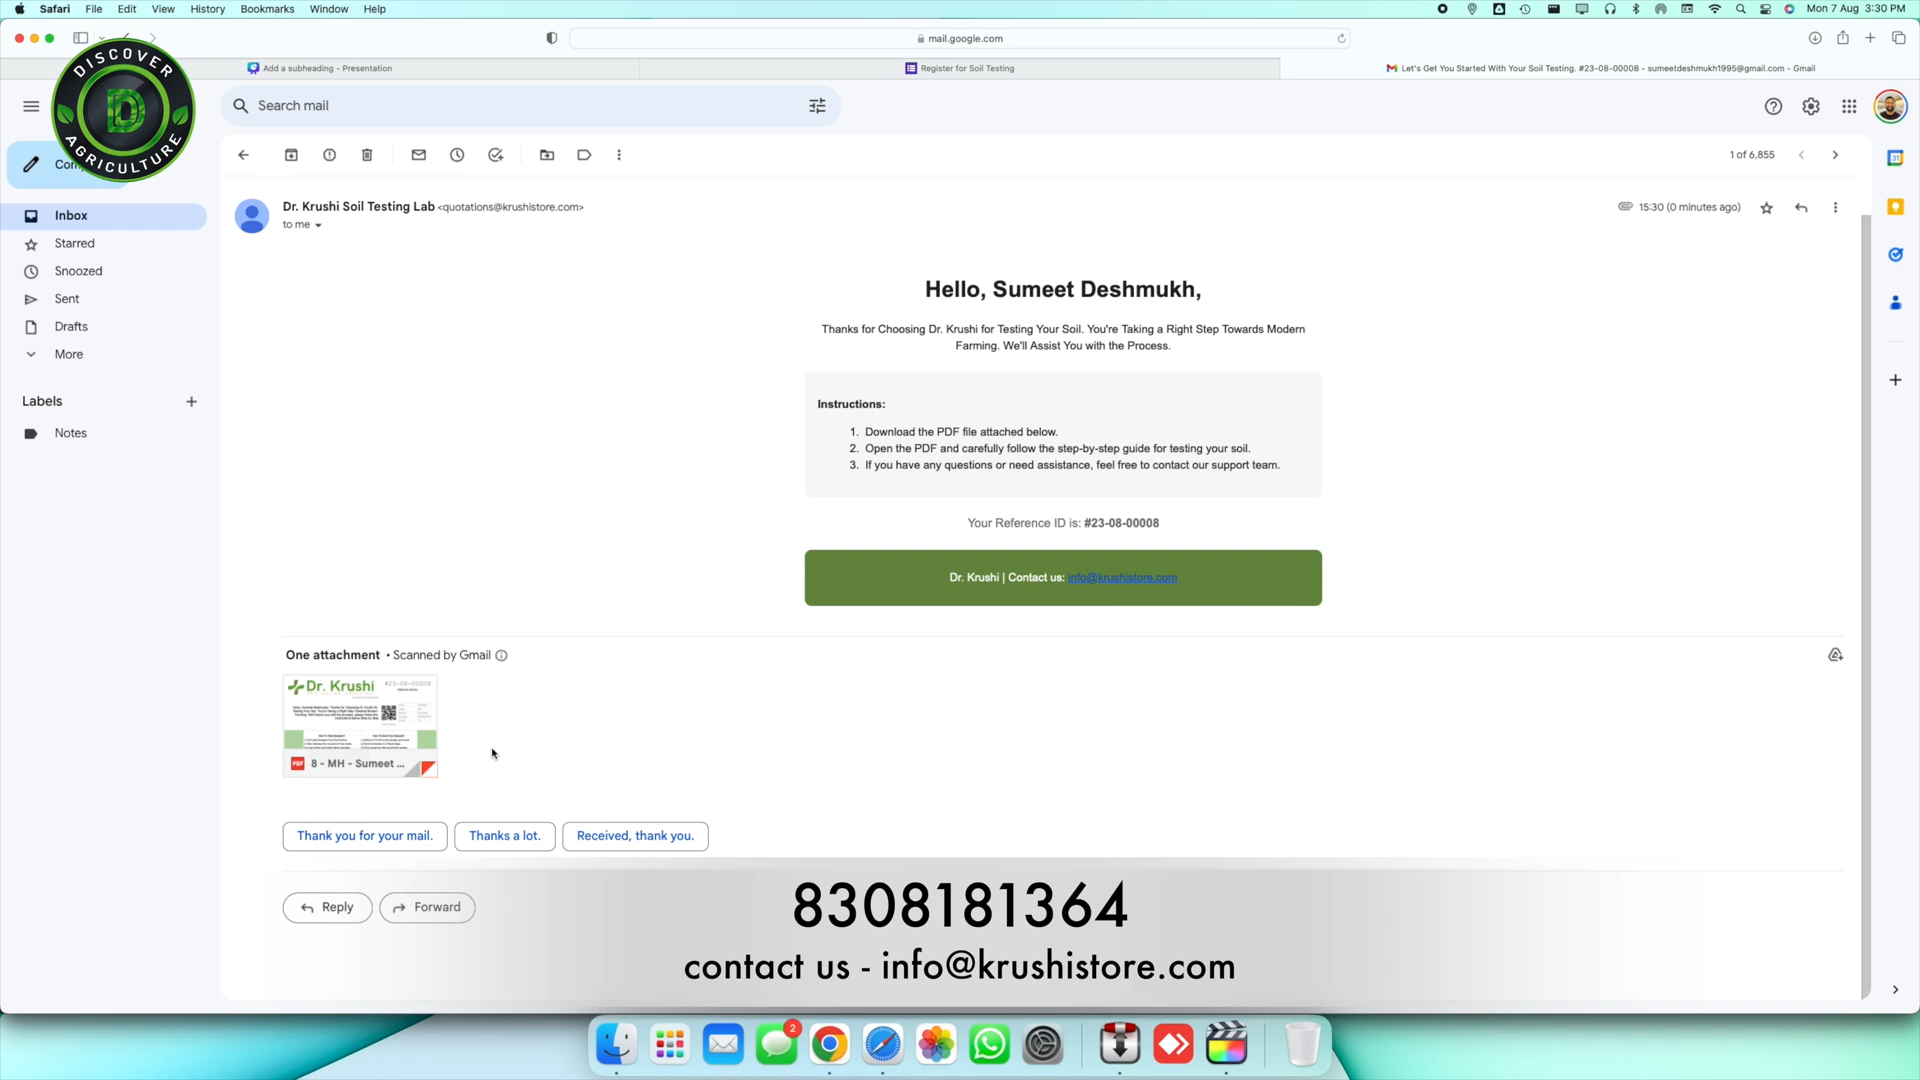 Safari File Edit View History Bookmarks Window Help
Mon 7 Aug 3:30 PM
mail.google.com
Add a subheading - Presentation
Register for Soil Testing
Let's Get You Started With Your Soil Testing. #23-08-00008 - sumeetdeshmukh1995@gmail.com - Gmail
DISCOVER
D
AGRICULTURE
Search mail
Inbox
Starred
Snoozed
Sent
Drafts
More
Labels
Notes
1 of 6,855
31
Dr. Krushi Soil Testing Lab <quotations@krushistore.com>
to me
15:30 (0 minutes ago)
Hello, Sumeet Deshmukh,
Thanks for Choosing Dr. Krushi for Testing Your Soil. You're Taking a Right Step Towards Modern
Farming. We'll Assist You with the Process.
Instructions:
1. Download the PDF file attached below.
2. Open the PDF and carefully follow the step-by-step guide for testing your soil.
3. If you have any questions or need assistance, feel free to contact our support team.
Your Reference ID is: #23-08-00008
Dr. Krushi | Contact us: info@krushistore.com
One attachment • Scanned by Gmail
Dr. Krushi
#23-08-00008
PDF
8 - MH - Sumeet ...
Thank you for your mail.
Thanks a lot.
Received, thank you.
Reply
Forward
8308181364
contact us - info@krushistore.com
2